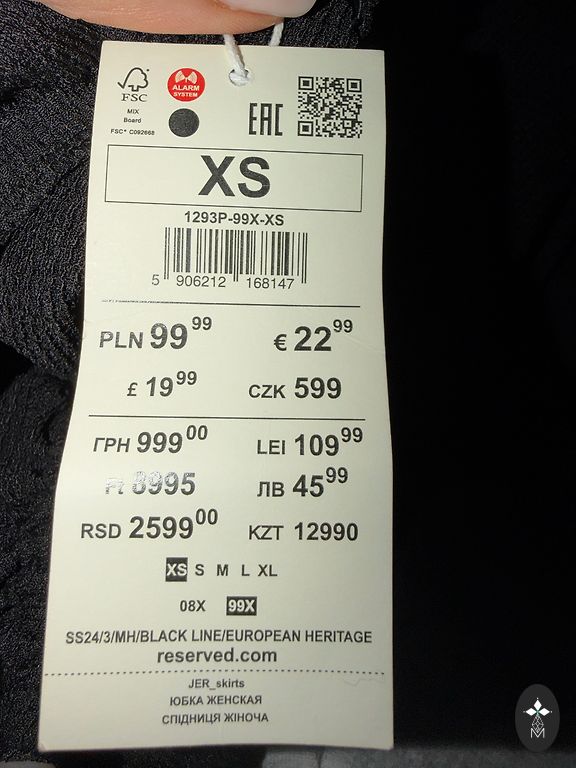 FSC
MIX
Board
FSC® C092668
ALARM
SYSTEM
EAC
XS
1293P-99X-XS
5 906212 168147
PLN 99 99
€ 22 99
£ 19 99
CZK 599
ГРН 999 00
LEI 109 99
Ft 8995
ЛВ 45 99
RSD 2599 00
KZT 12990
XS S M L XL
08X 99X
SS24/3/MH/BLACK LINE/EUROPEAN HERITAGE
reserved.com
JER_skirts
ЮБКА ЖЕНСКАЯ
СПІДНИЦЯ ЖІНОЧА
M